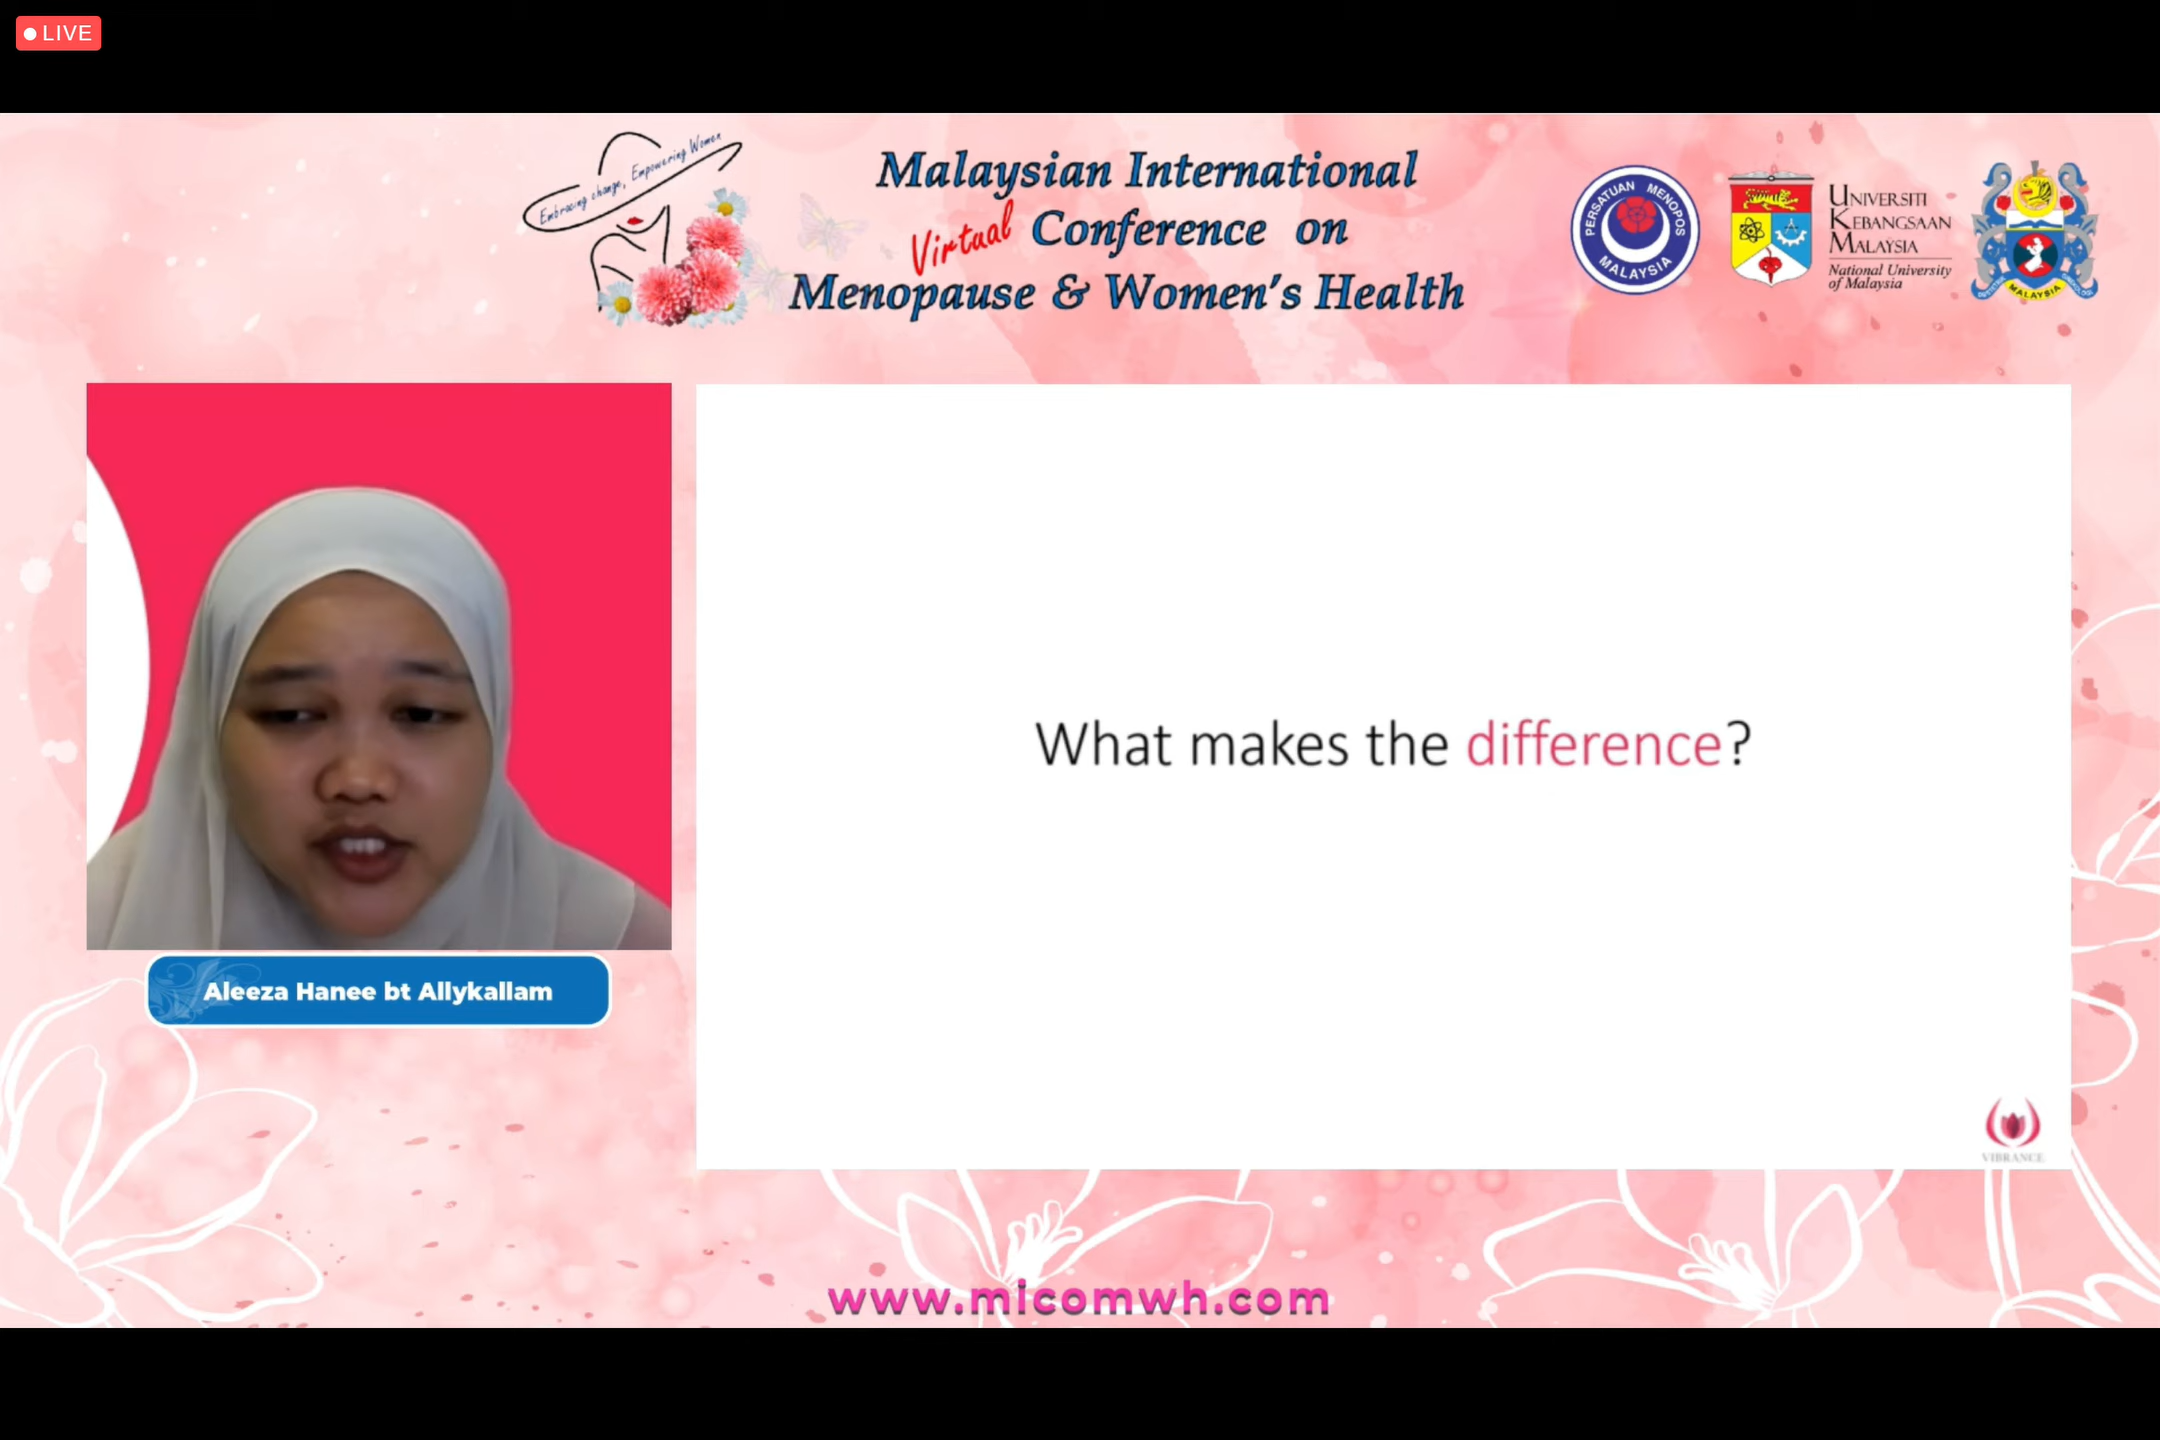 LIVE
Embracing change, Empowering Women
Malaysian International
Virtual Conference on
Menopause & Women's Health
PERSATUAN MENOPOS
MALAYSIA
UNIVERSITI
KEBANGSAAN
MALAYSIA
National University
of Malaysia
MALAYSIA
What makes the difference?
Aleeza Hanee bt Allykallam
VIBRANCE
www.micomwh.com